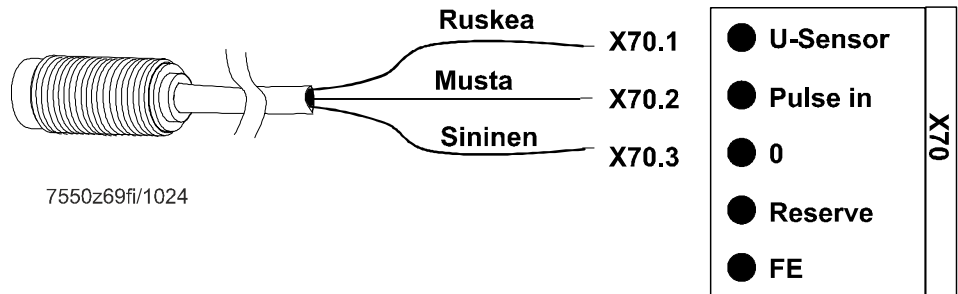 Ruskea
X70.1
Musta
X70.2
Sininen
X70.3
7550z69fi/1024
U-Sensor
Pulse in
0
Reserve
FE
X70